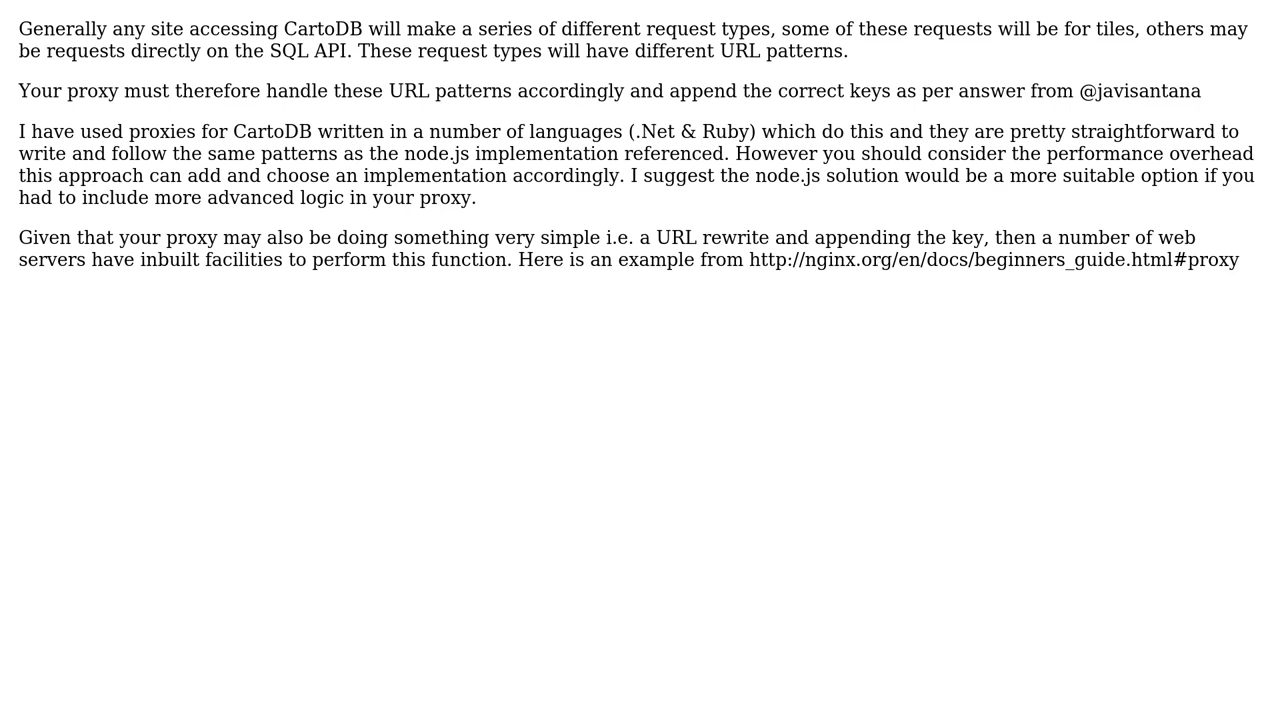 Generally any site accessing CartoDB will make a series of different request types, some of these requests will be for tiles, others may
be requests directly on the SQL API. These request types will have different URL patterns.
Your proxy must therefore handle these URL patterns accordingly and append the correct keys as per answer from @javisantana
I have used proxies for CartoDB written in a number of languages (.Net & Ruby) which do this and they are pretty straightforward to
write and follow the same patterns as the node.js implementation referenced. However you should consider the performance overhead
this approach can add and choose an implementation accordingly. I suggest the node.js solution would be a more suitable option if you
had to include more advanced logic in your proxy.
Given that your proxy may also be doing something very simple i.e. a URL rewrite and appending the key, then a number of web
servers have inbuilt facilities to perform this function. Here is an example from http://nginx.org/en/docs/beginners_guide.html#proxy